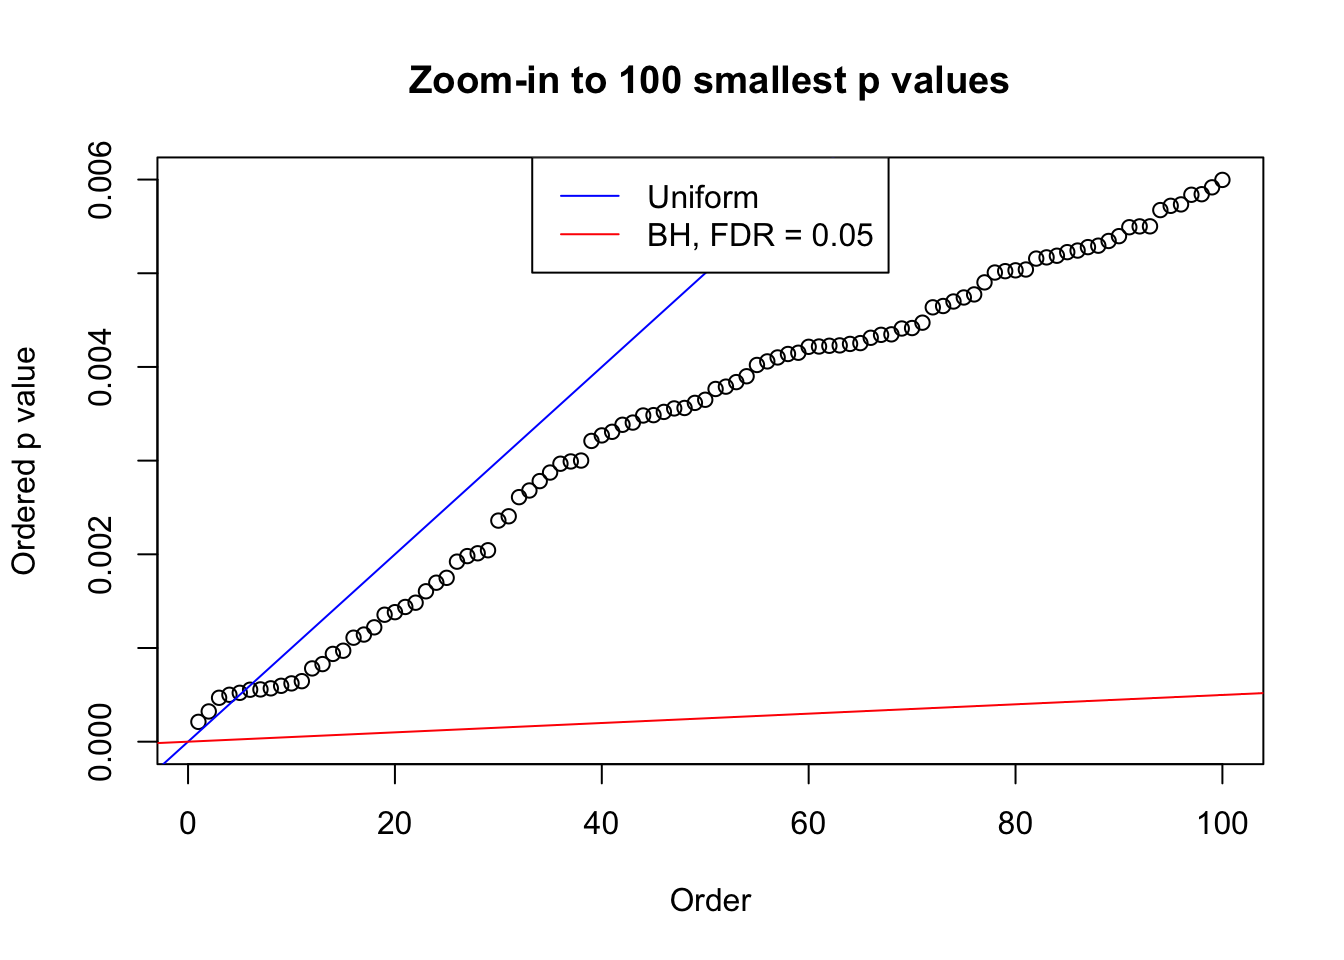 Zoom-in to 100 smallest p values
Uniform
BH, FDR = 0.05
Ordered p value
0.006
0.004
0.002
0.000
0 20 40 60 80 100
Order